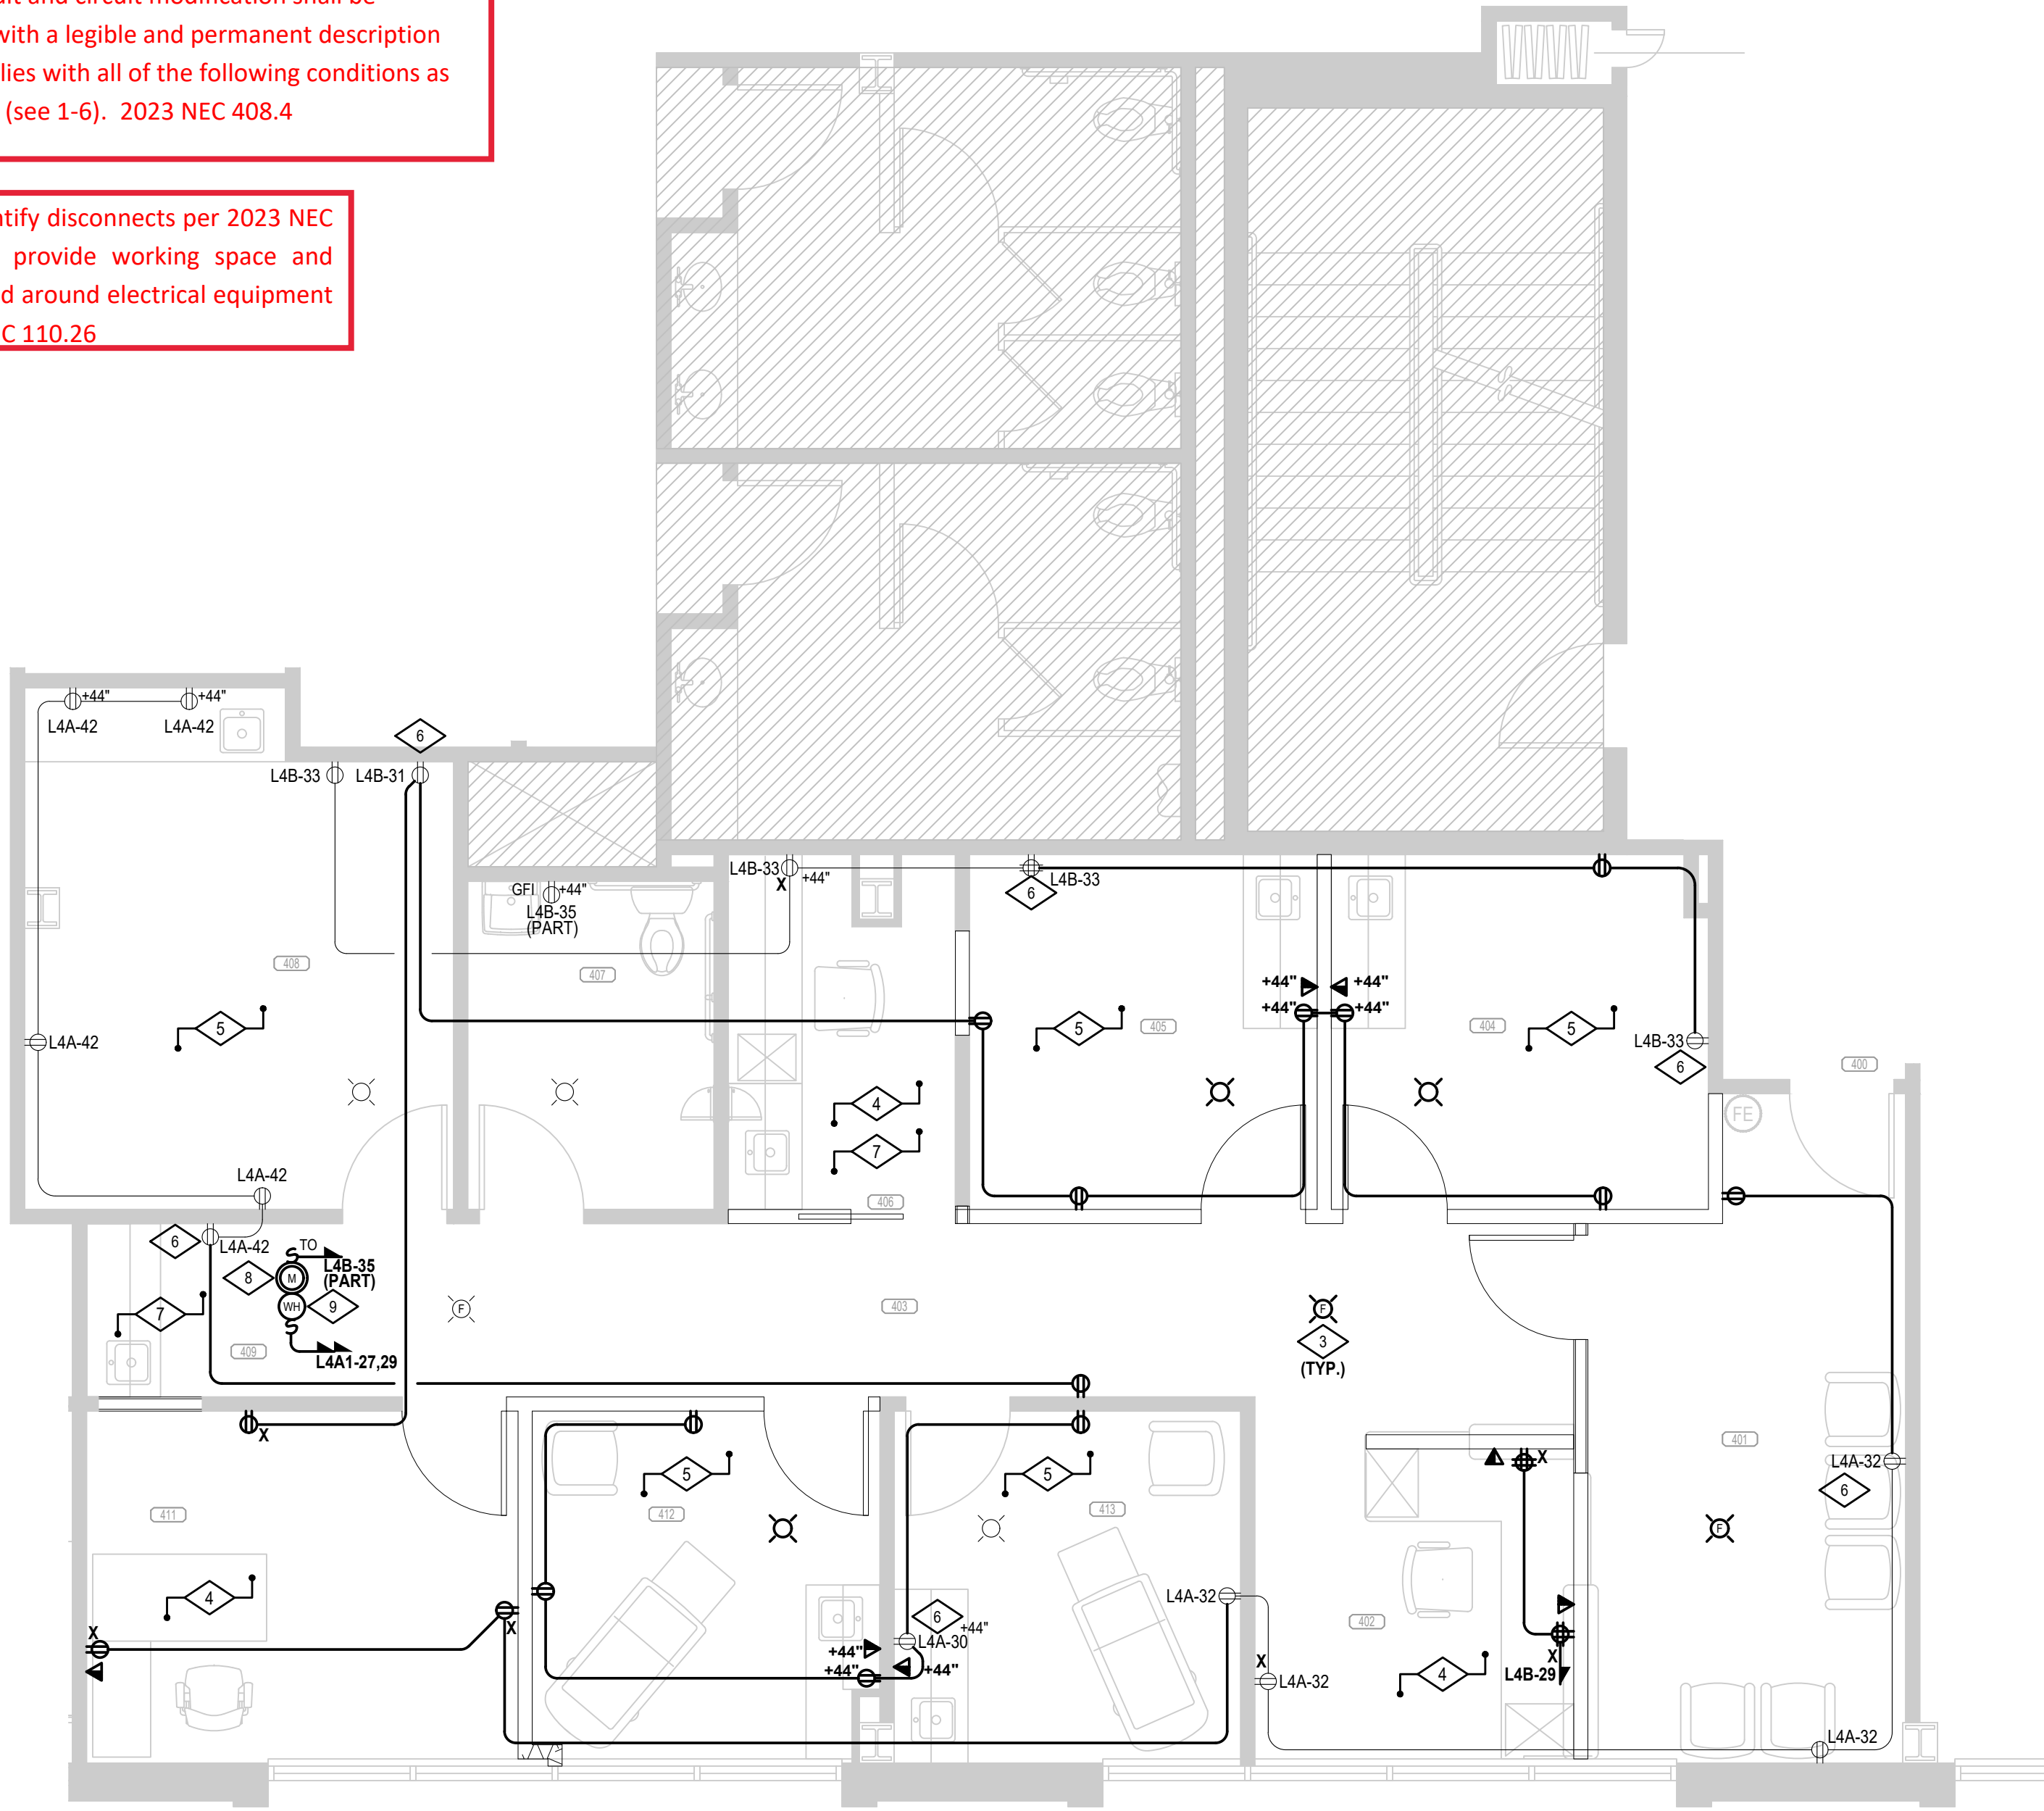 uit and circuit modification shall be
with a legible and permanent description
lies with all of the following conditions as
(see 1-6). 2023 NEC 408.4
ntify disconnects per 2023 NEC
provide working space and
d around electrical equipment
C 110.26
+44"
+44"
L4A-42
L4A-42
6
L4B-33
L4B-31
L4B-33
X
+44"
L4B-33
6
GFI
+44"
L4B-35
(PART)
408
407
+44"
+44"
+44"
+44"
5
5
405
404
5
L4A-42
L4B-33
6
400
4
FE
7
L4A-42
406
6
L4A-42
TO
L4B-35
(PART)
8
M
WH
9
7
F
403
F
3
(TYP.)
409
L4A1-27,29
X
401
X
L4A-32
5
5
6
411
412
413
F
4
L4A-32
402
X
X
6
+44"
L4A-30
+44"
+44"
+44"
X
L4A-32
4
X
L4B-29
L4A-32